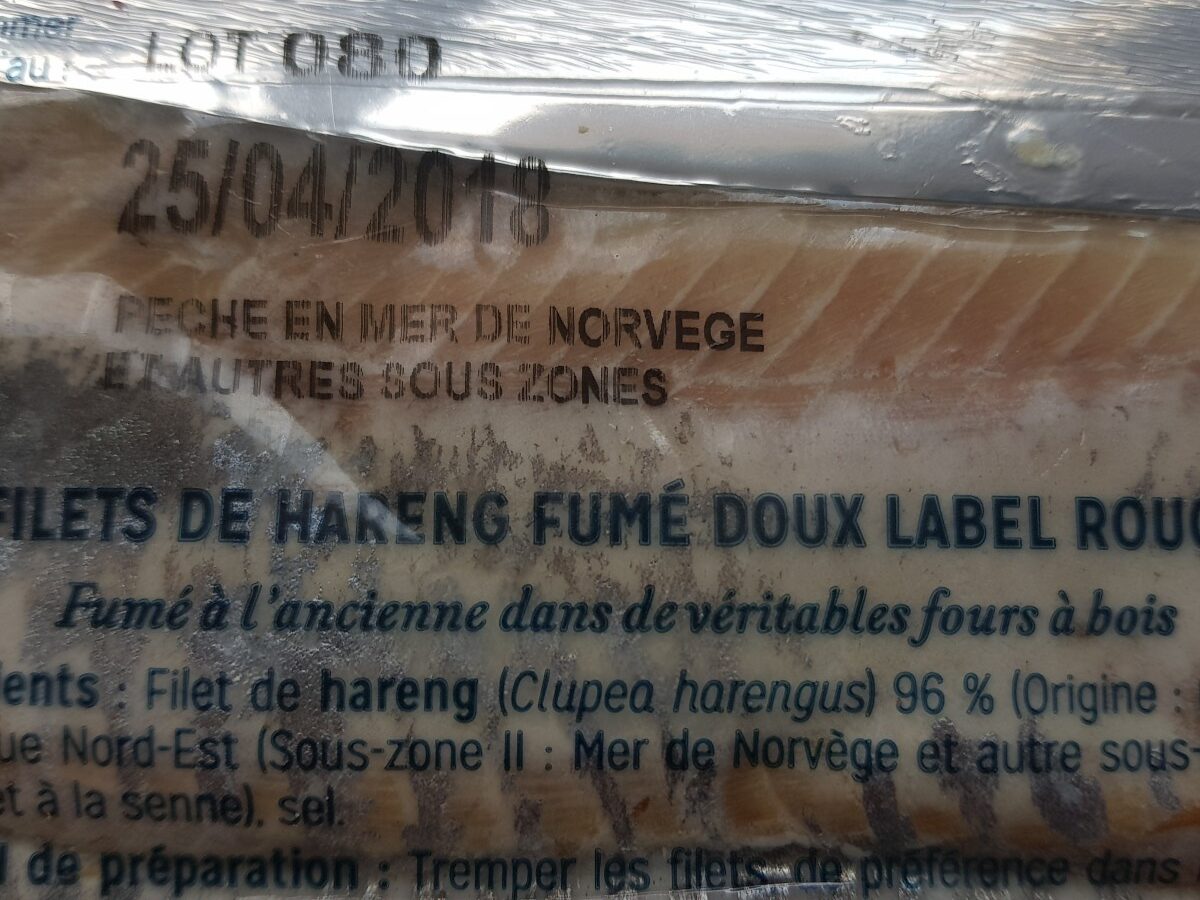 LOT 080
'au :
25/04/2018
PECHE EN MER DE NORVEGE
ET AUTRES SOUS ZONES
FILETS DE HARENG FUMÉ DOUX LABEL ROUG
Fumé à l'ancienne dans de véritables fours à bois
dients : Filet de hareng (Clupea harengus) 96 % (Origine :
ue Nord-Est (Sous-zone II : Mer de Norvège et autre sous-
et à la senne), sel.
l de préparation : Tremper les filets, de préférence dans